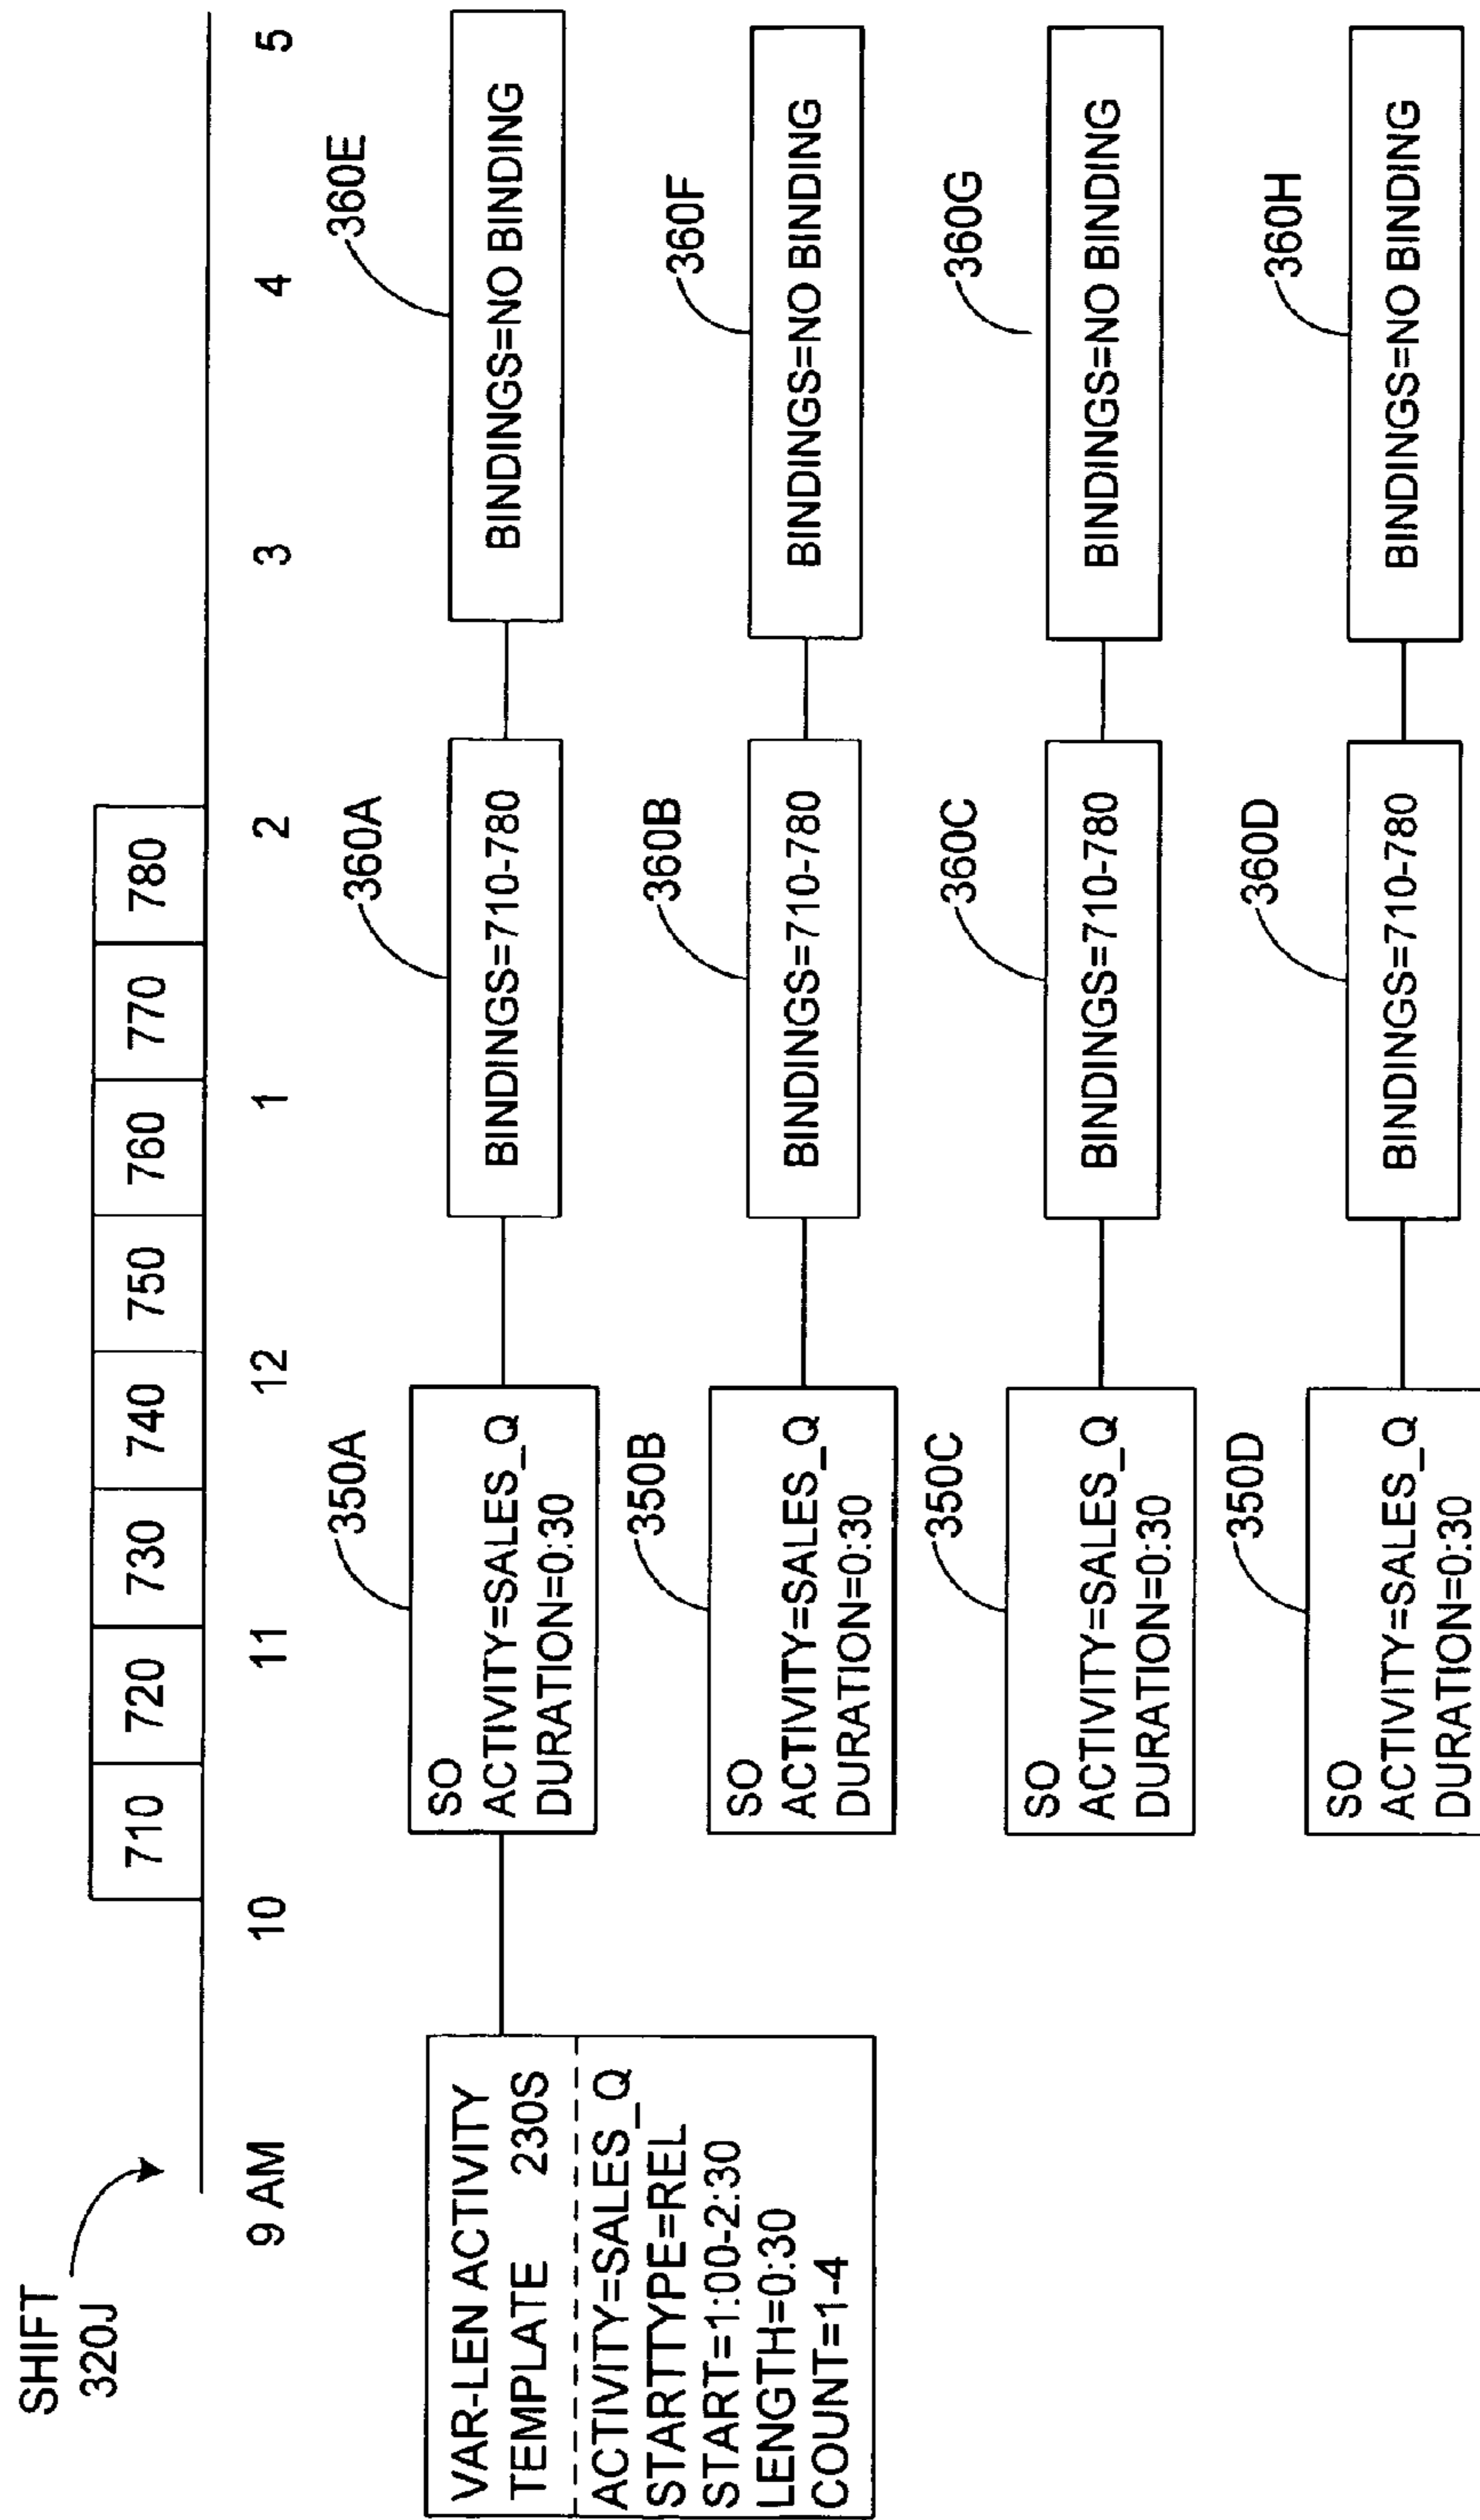 SHIFT
320J
710 720 730 740 750 760 770 780
9 AM 10 11 12 1 2 3 4 5
VAR-LEN ACTIVITY
TEMPLATE 230S
ACTIVITY=SALES_Q
STARTTYPE=REL
START=1:00-2:30
LENGTH=0:30
COUNT=1-4
350A
SO
ACTIVITY=SALES_Q
DURATION=0:30
360A
BINDINGS=710-780
360E
BINDINGS=NO BINDING
350B
SO
ACTIVITY=SALES_Q
DURATION=0:30
360B
BINDINGS=710-780
360F
BINDINGS=NO BINDING
350C
SO
ACTIVITY=SALES_Q
DURATION=0:30
360C
BINDINGS=710-780
360G
BINDINGS=NO BINDING
350D
SO
ACTIVITY=SALES_Q
DURATION=0:30
360D
BINDINGS=710-780
360H
BINDINGS=NO BINDING